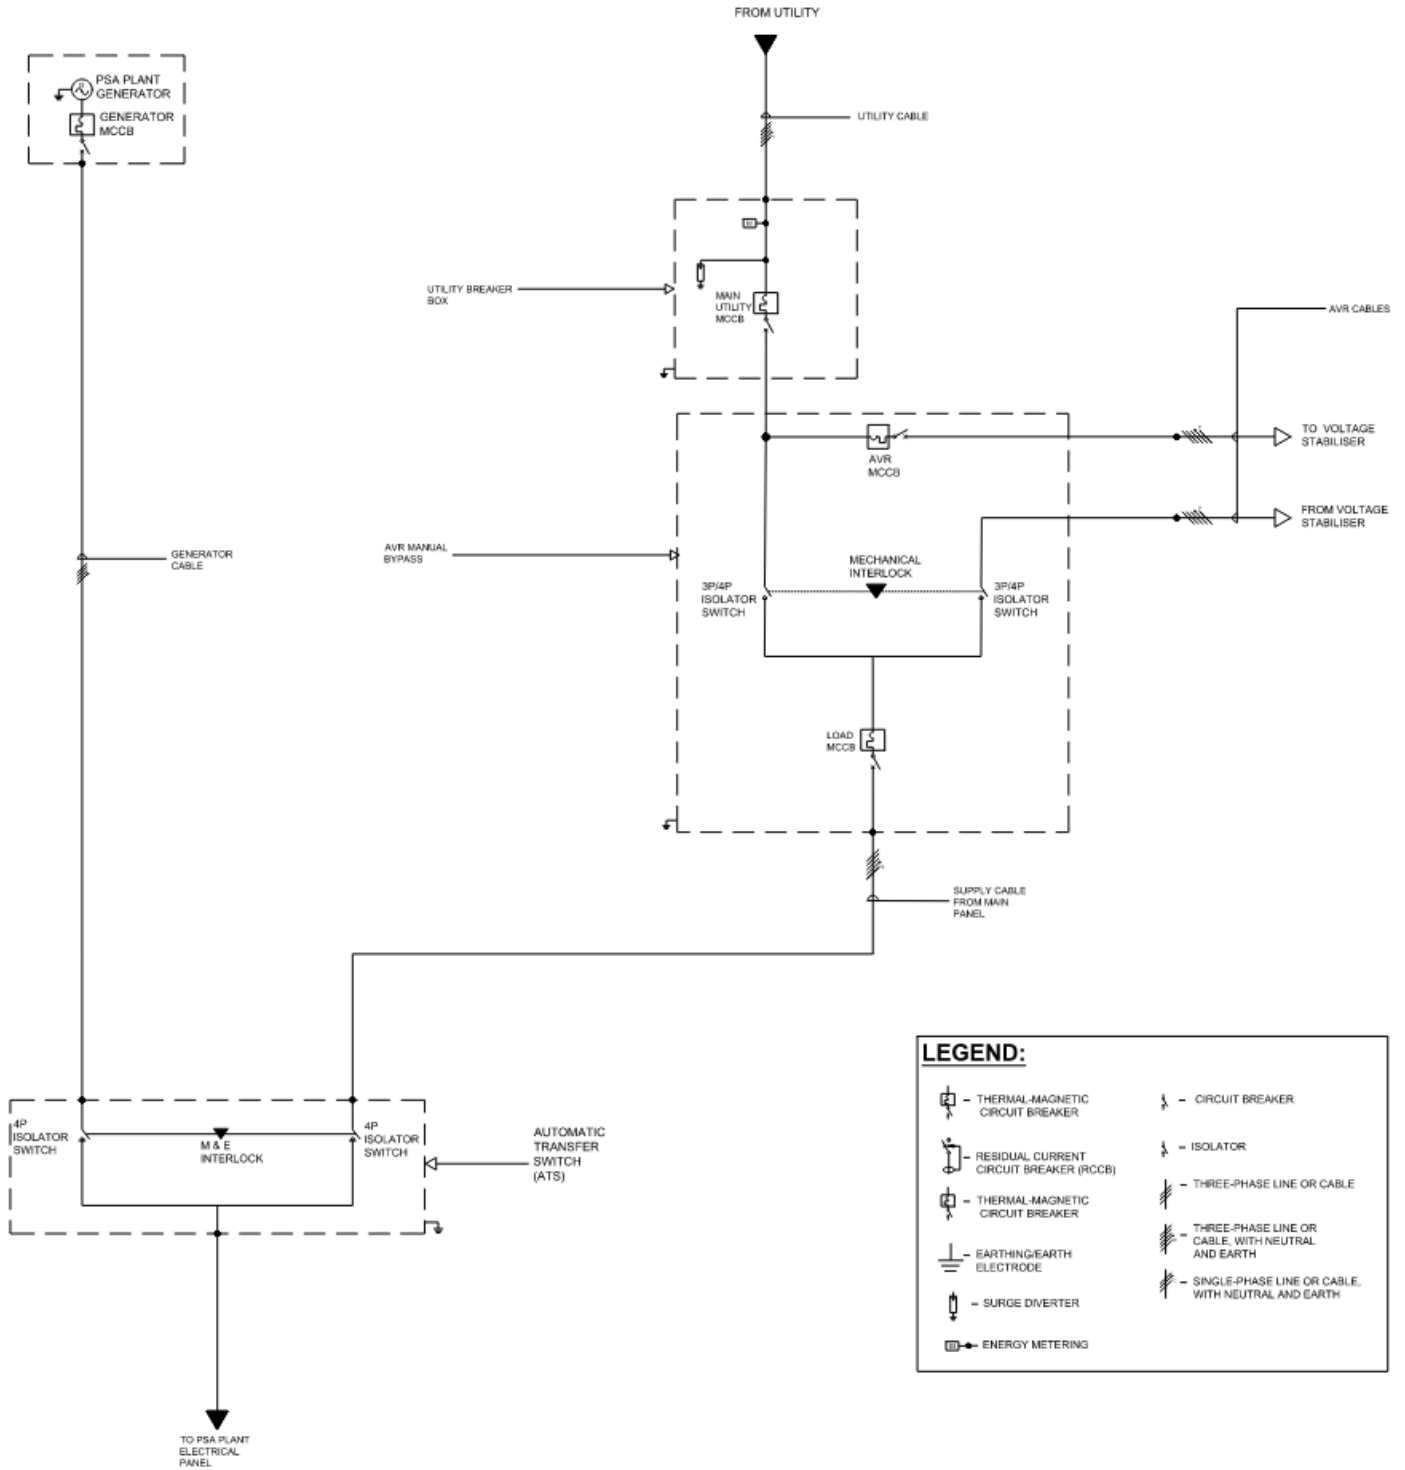 FROM UTILITY
PSA PLANT
GENERATOR
GENERATOR
MCCB
UTILITY CABLE
UTILITY BREAKER
BOX
MAIN
UTILITY
MCCB
AVR CABLES
AVR
MCCB
TO VOLTAGE
STABILISER
FROM VOLTAGE
STABILISER
GENERATOR
CABLE
AVR MANUAL
BYPASS
MECHANICAL
INTERLOCK
3P/4P
ISOLATOR
SWITCH
3P/4P
ISOLATOR
SWITCH
LOAD
MCCB
SUPPLY CABLE
FROM MAIN
PANEL
4P
ISOLATOR
SWITCH
M & E
INTERLOCK
4P
ISOLATOR
SWITCH
AUTOMATIC
TRANSFER
SWITCH
(ATS)
TO PSA PLANT
ELECTRICAL
PANEL
LEGEND:
- THERMAL-MAGNETIC
CIRCUIT BREAKER
- RESIDUAL CURRENT
CIRCUIT BREAKER (RCCB)
- THERMAL-MAGNETIC
CIRCUIT BREAKER
- EARTHING/EARTH
ELECTRODE
- SURGE DIVERTER
- ENERGY METERING
- CIRCUIT BREAKER
- ISOLATOR
- THREE-PHASE LINE OR CABLE
- THREE-PHASE LINE OR
CABLE, WITH NEUTRAL
AND EARTH
- SINGLE-PHASE LINE OR CABLE,
WITH NEUTRAL AND EARTH